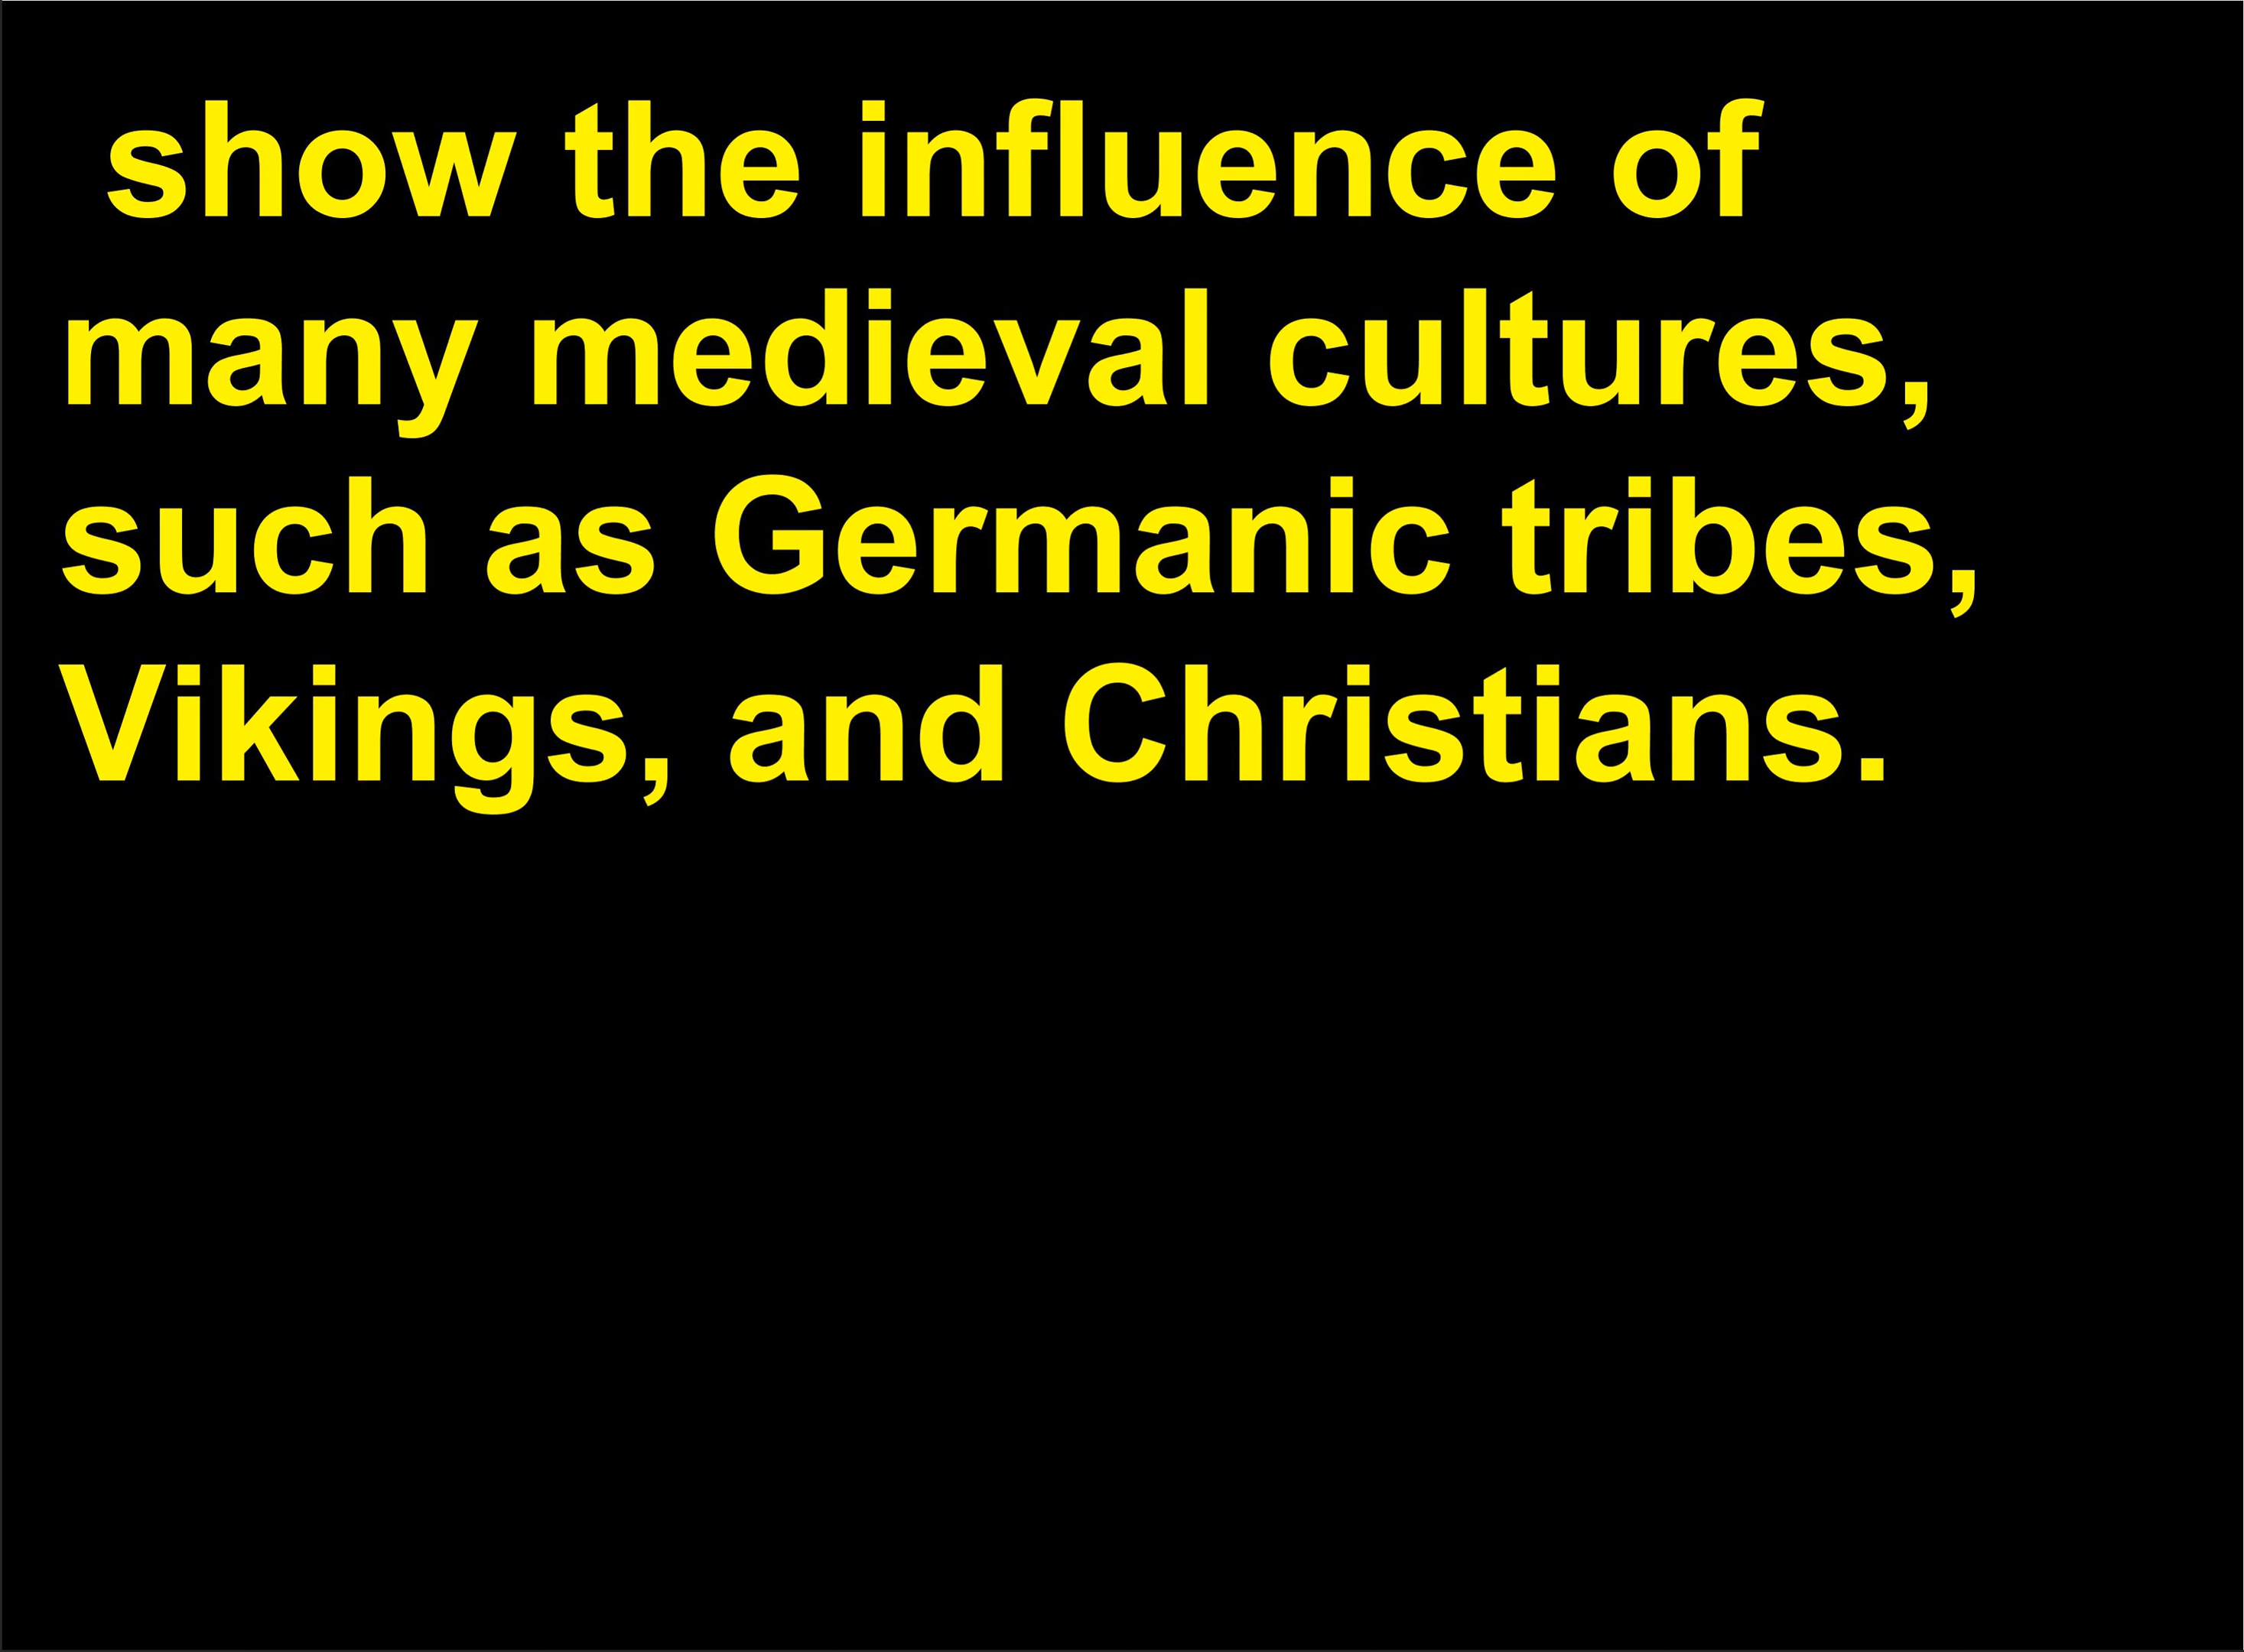 show the influence of
many medieval cultures,
such as Germanic tribes,
Vikings, and Christians.